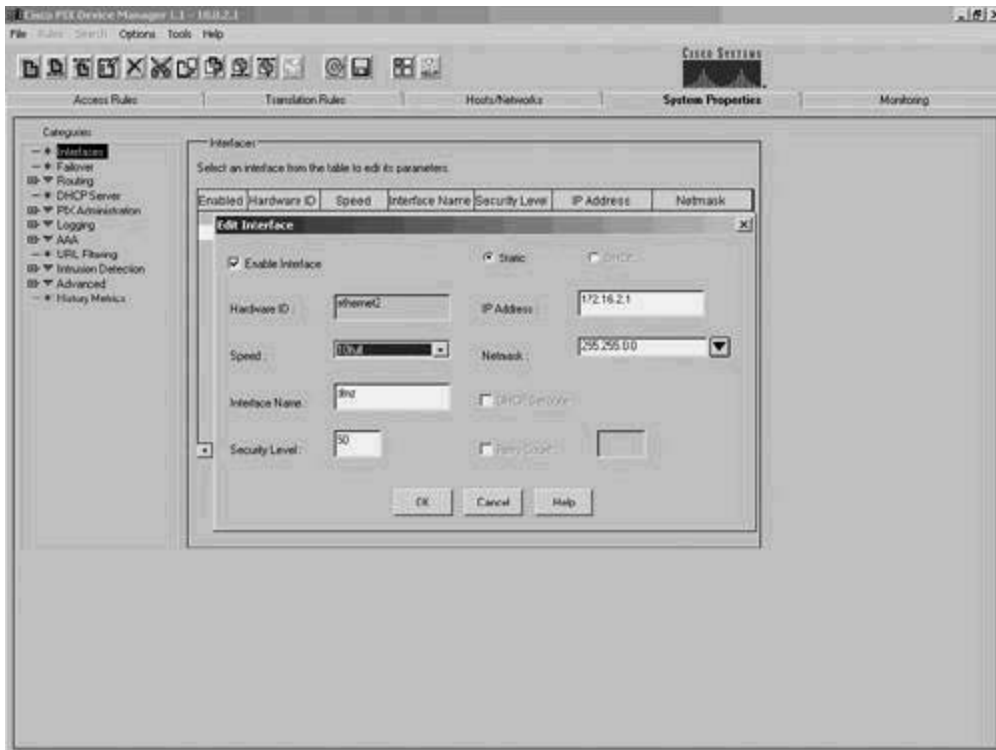 Cisco PIX Device Manager 1.1 - 10.0.2.1
File Rules Search Options Tools Help
CISCO SYSTEMS
Access Rules Translation Rules Hosts/Networks System Properties Monitoring
Categories
Interfaces
Failover
Routing
DHCP Server
PIX Administration
Logging
AAA
URL Filtering
Intrusion Detection
Advanced
History Metrics
Interfaces
Select an interface from the table to edit its parameters.
Enabled Hardware ID Speed Interface Name Security Level IP Address Netmask
Edit Interface
Enable Interface Static DHCP
Hardware ID : ethernet2 IP Address : 172.16.2.1
Speed : 10full Netmask : 255.255.0.0
Interface Name : dmz DHCP
Security Level : 50 Retry Count
OK Cancel Help